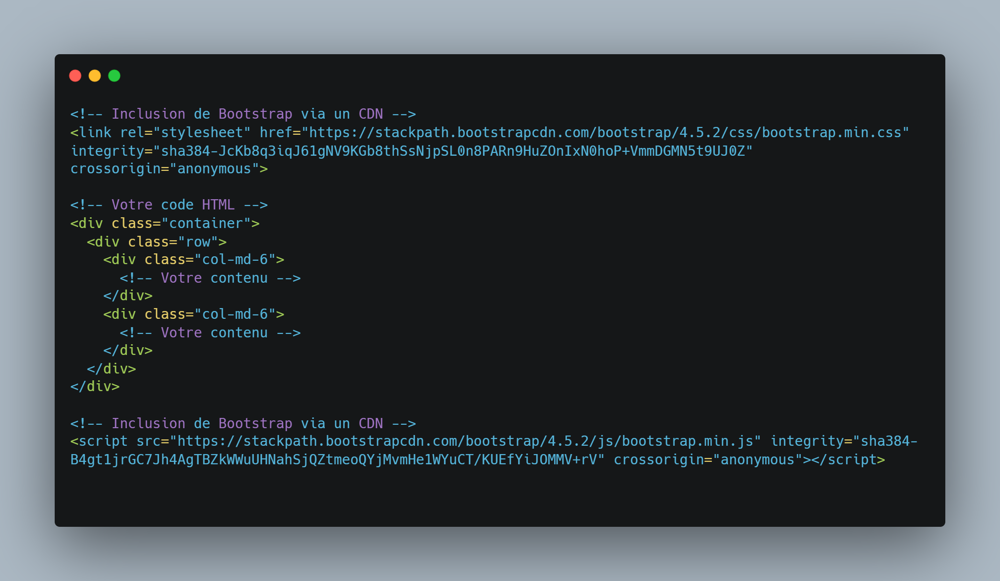 <!-- Inclusion de Bootstrap via un CDN -->
<link rel="stylesheet" href="https://stackpath.bootstrapcdn.com/bootstrap/4.5.2/css/bootstrap.min.css"
integrity="sha384-JcKb8q3iqJ61gNV9KGb8thSsNjpSL0n8PARn9HuZOnIxN0hoP+VmmDGMN5t9UJ0Z"
crossorigin="anonymous">

<!-- Votre code HTML -->
<div class="container">
  <div class="row">
    <div class="col-md-6">
      <!-- Votre contenu -->
    </div>
    <div class="col-md-6">
      <!-- Votre contenu -->
    </div>
  </div>
</div>

<!-- Inclusion de Bootstrap via un CDN -->
<script src="https://stackpath.bootstrapcdn.com/bootstrap/4.5.2/js/bootstrap.min.js" integrity="sha384-
B4gt1jrGC7Jh4AgTBZkWWuUHNahSjQZtmeoQYjMvmHe1WYuCT/KUEfYiJOMMV+rV" crossorigin="anonymous"></script>